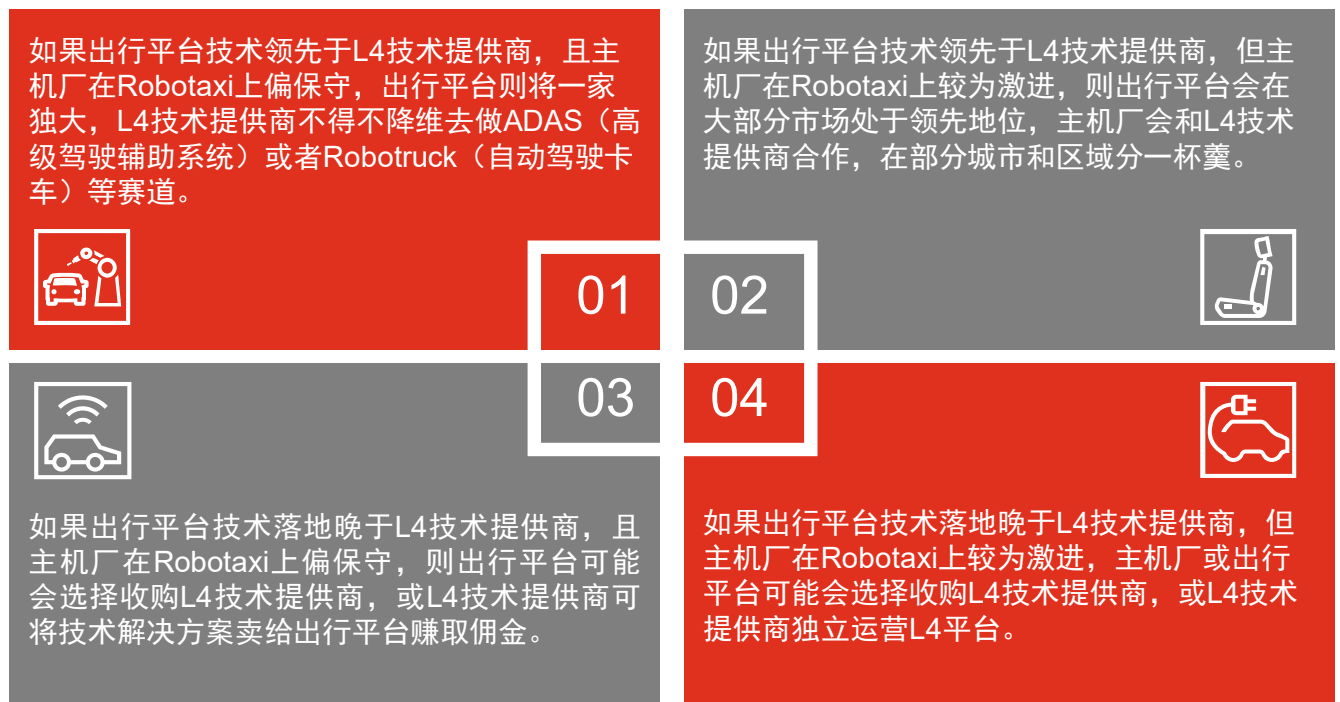 如果出行平台技术领先于L4技术提供商，且主
机厂在Robotaxi上偏保守，出行平台则将一家
独大，L4技术提供商不得不降维去做ADAS（高
级驾驶辅助系统）或者Robotruck（自动驾驶卡
车）等赛道。
01
如果出行平台技术领先于L4技术提供商，但主
机厂在Robotaxi上较为激进，则出行平台会在
大部分市场处于领先地位，主机厂会和L4技术
提供商合作，在部分城市和区域分一杯羹。
02
03
如果出行平台技术落地晚于L4技术提供商，且
主机厂在Robotaxi上偏保守，则出行平台可能
会选择收购L4技术提供商，或L4技术提供商可
将技术解决方案卖给出行平台赚取佣金。
04
如果出行平台技术落地晚于L4技术提供商，但
主机厂在Robotaxi上较为激进，主机厂或出行
平台可能会选择收购L4技术提供商，或L4技术
提供商独立运营L4平台。